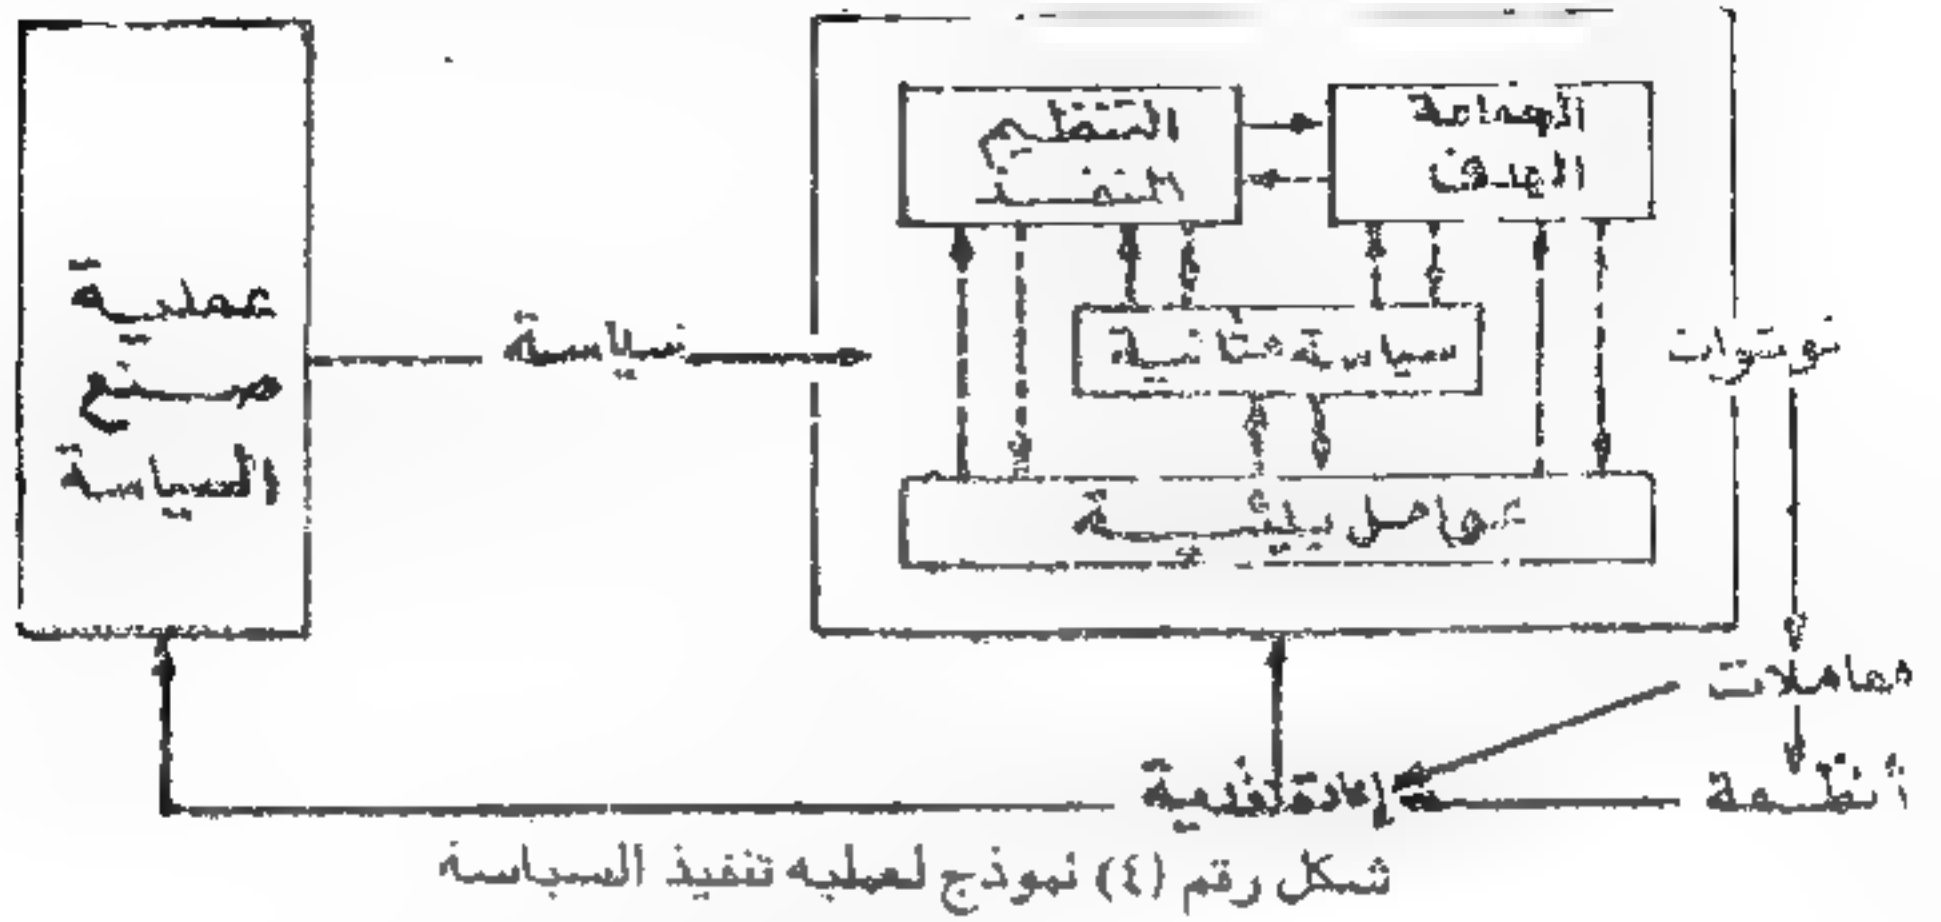 عملية
صنع
السياسة
سياسة
التنظيم
المنفذ
الجماعة
الهدف
سياسة مثالية
عوامل بيئية
توترات
معاملات
أنظمة
إعادة تغذية
شكل رقم (٤) نموذج لعمليه تنفيذ السياسة